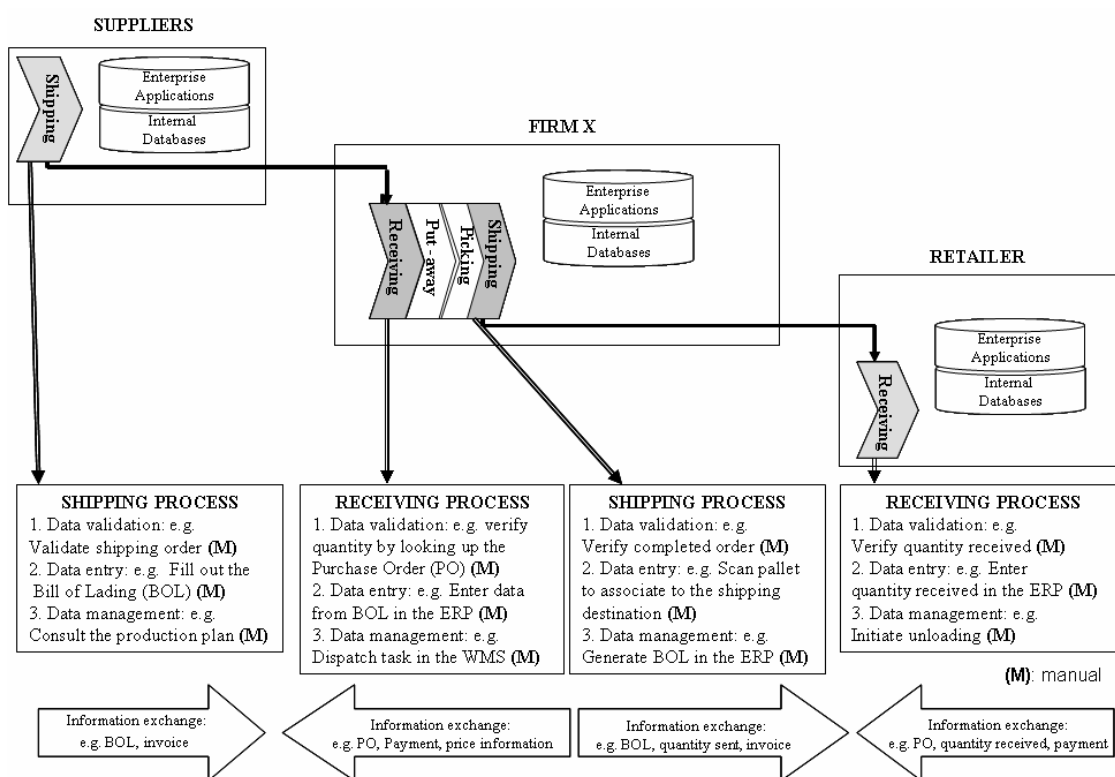 SUPPLIERS
Shipping
Enterprise
Applications
Internal
Databases
FIRM X
Receiving
Put-away
Picking
Shipping
Enterprise
Applications
Internal
Databases
RETAILER
Receiving
Enterprise
Applications
Internal
Databases
SHIPPING PROCESS
1. Data validation: e.g.
Validate shipping order (M)
2. Data entry: e.g. Fill out the
Bill of Lading (BOL) (M)
3. Data management: e.g.
Consult the production plan (M)
RECEIVING PROCESS
1. Data validation: e.g. verify
quantity by looking up the
Purchase Order (PO) (M)
2. Data entry: e.g. Enter data
from BOL in the ERP (M)
3. Data management: e.g.
Dispatch task in the WMS (M)
SHIPPING PROCESS
1. Data validation: e.g.
Verify completed order (M)
2. Data entry: e.g. Scan pallet
to associate to the shipping
destination (M)
3. Data management: e.g.
Generate BOL in the ERP (M)
RECEIVING PROCESS
1. Data validation: e.g.
Verify quantity received (M)
2. Data entry: e.g. Enter
quantity received in the ERP (M)
3. Data management: e.g.
Initiate unloading (M)
(M): manual
Information exchange:
e.g. BOL, invoice
Information exchange:
e.g. PO, Payment, price information
Information exchange:
e.g. BOL, quantity sent, invoice
Information exchange:
e.g. PO, quantity received, payment